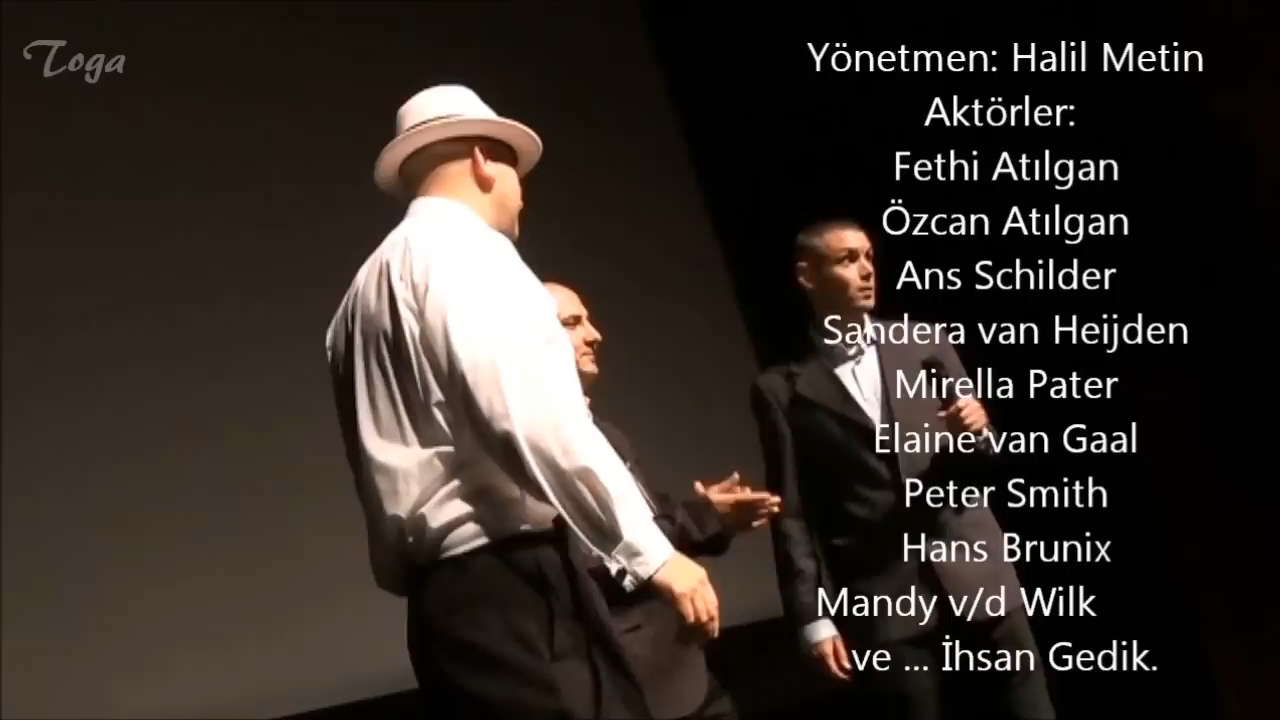 Toga
Yönetmen: Halil Metin
Aktörler:
Fethi Atılgan
Özcan Atılgan
Ans Schilder
Sandera van Heijden
Mirella Pater
Elaine van Gaal
Peter Smith
Hans Brunix
Mandy v/d Wilk
ve ... İhsan Gedik.